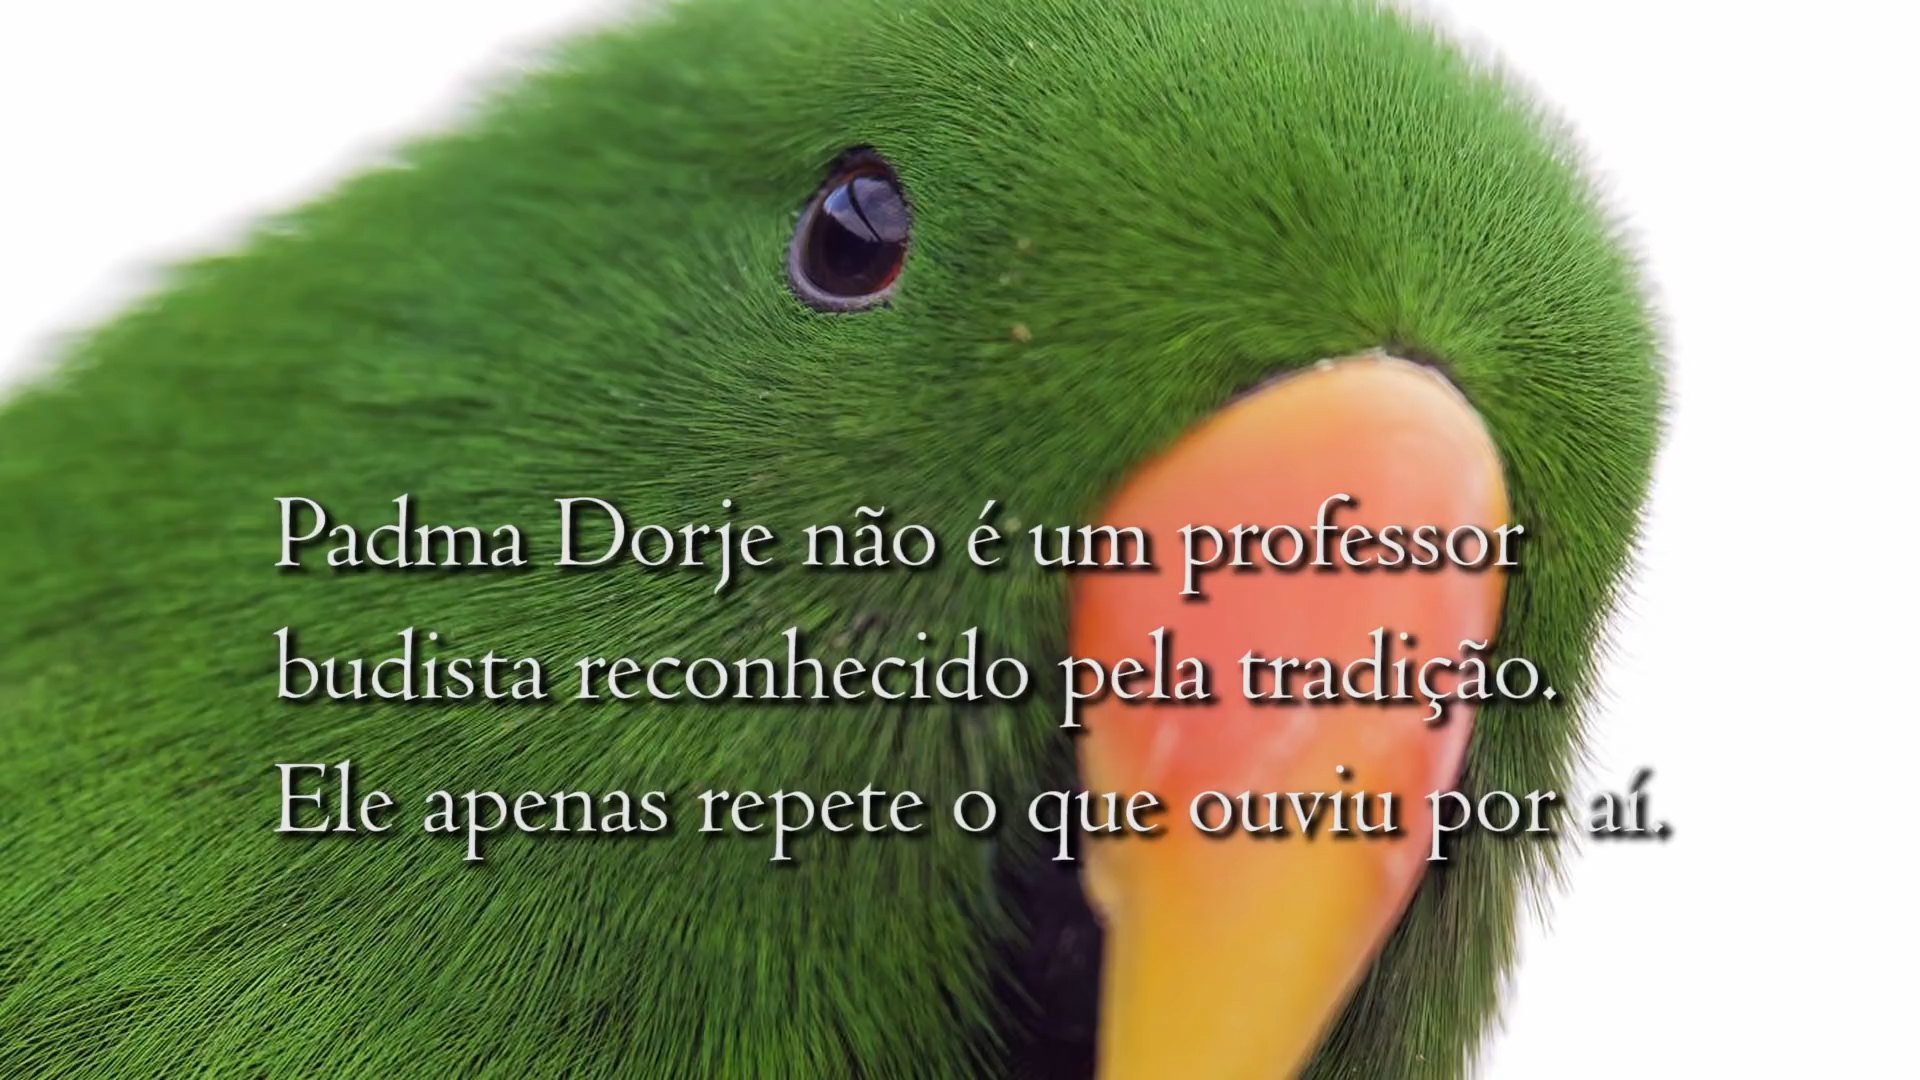 Padma Dorje não é um professor
budista reconhecido pela tradição.
Ele apenas repete o que ouviu por aí.